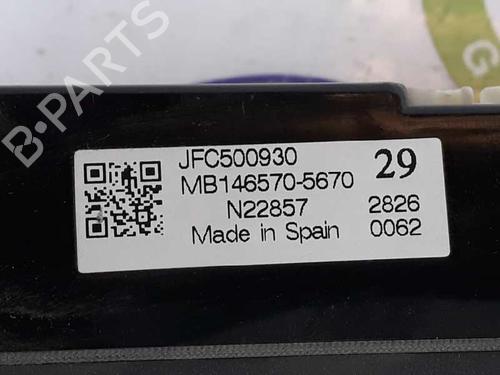 B-PARTS
JFC500930 29
MB146570-5670
N22857 2826
Made in Spain 0062